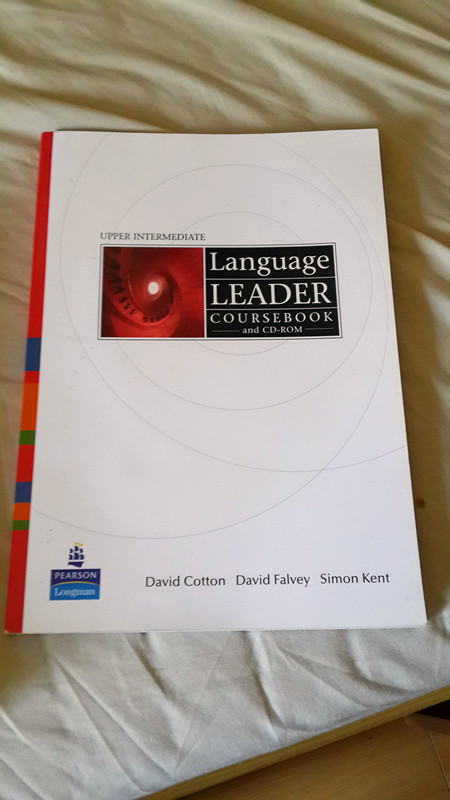 UPPER INTERMEDIATE
Language
LEADER
COURSEBOOK
and CD-ROM
PEARSON
Longman
David Cotton David Falvey Simon Kent